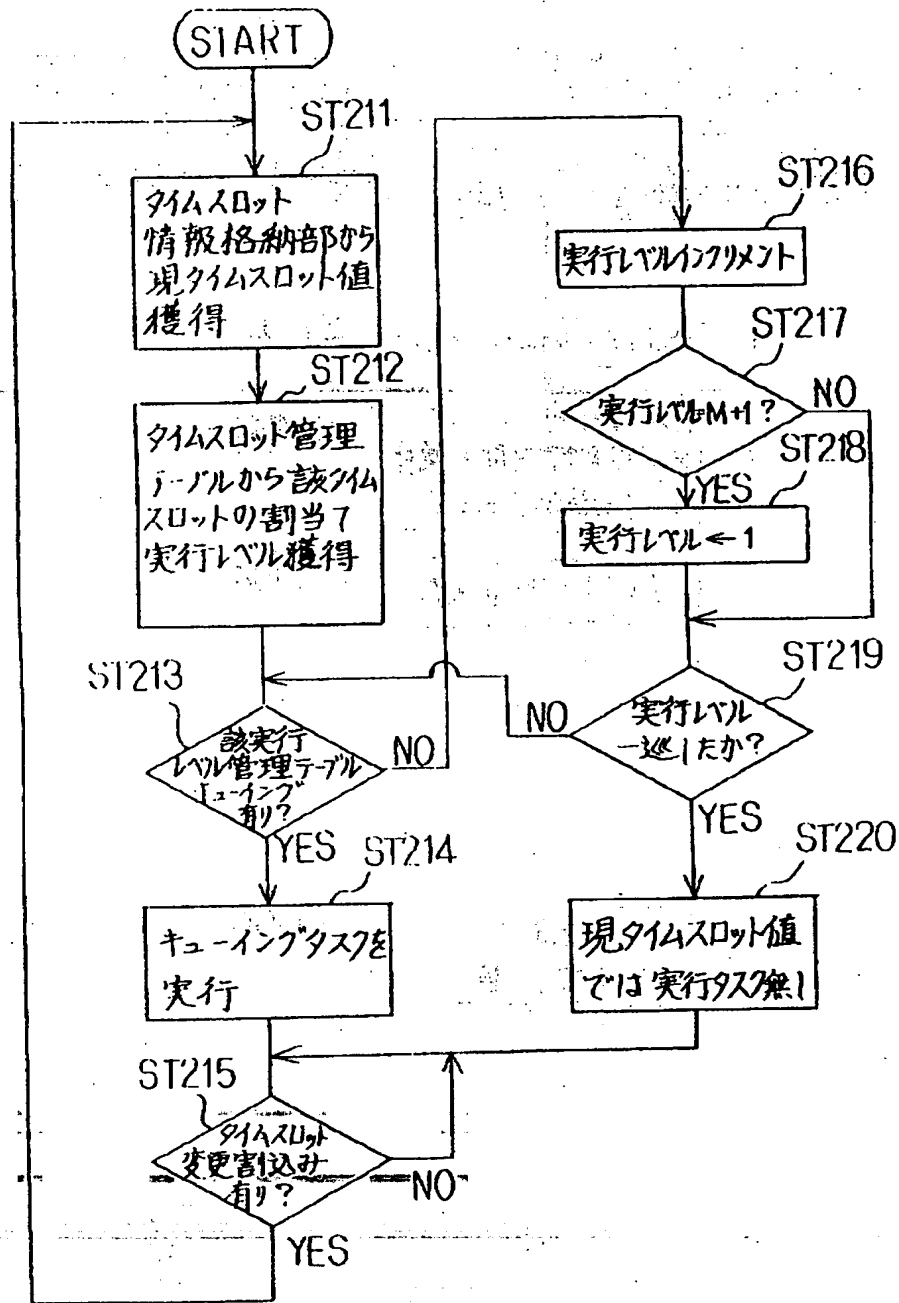 START
ST211
タイムスロット
情報格納部から
現タイムスロット値
獲得
ST212
タイムスロット管理
テーブルから該タイム
スロットの割当て
実行レベル獲得
ST213
該実行
レベル管理テーブル
キューイング
有り?
NO
YES
ST214
キューイングタスクを
実行
ST215
タイムスロット
変更割込み
有り?
NO
YES
ST216
実行レベルインクリメント
ST217
実行レベルM+1?
NO
YES
ST218
実行レベル←1
ST219
実行レベル
一巡したか?
NO
YES
ST220
現タイムスロット値
では実行タスク無し